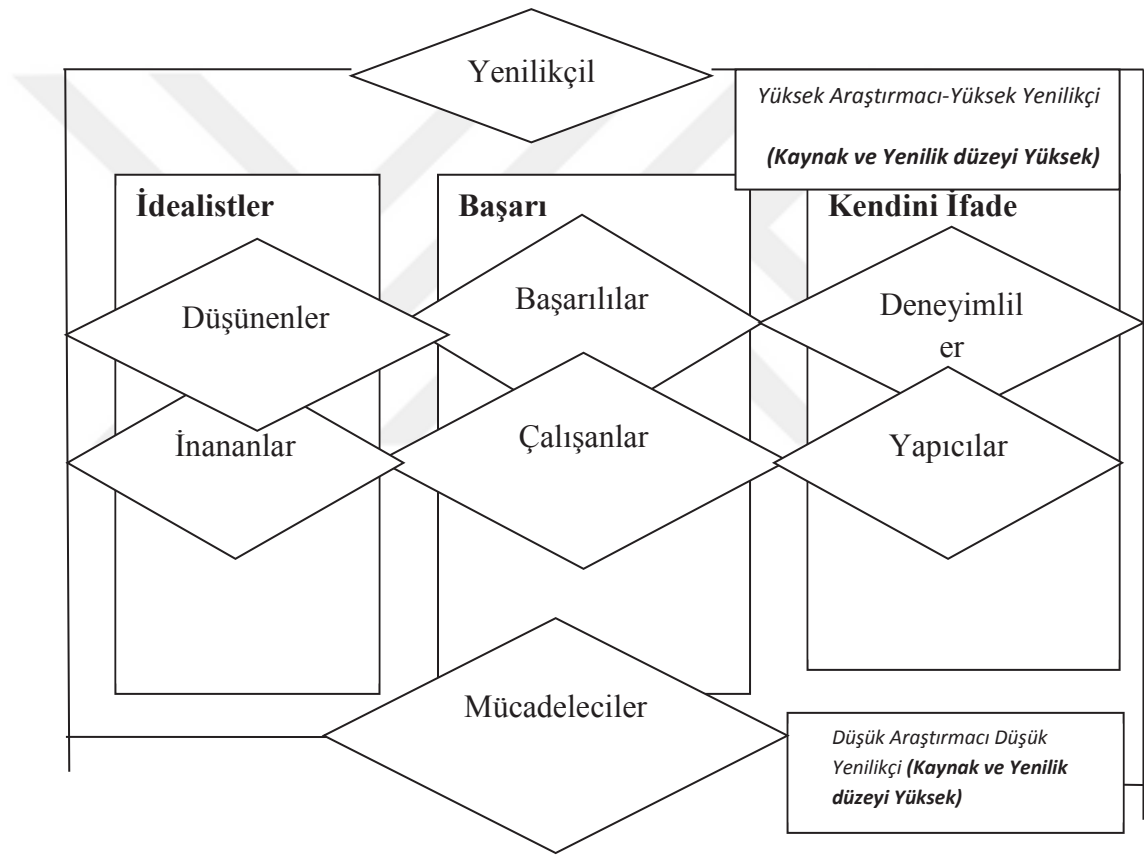 Yenilikçil
Yüksek Araştırmacı-Yüksek Yenilikçi
(Kaynak ve Yenilik düzeyi Yüksek)
İdealistler
Başarı
Kendini İfade
Düşünenler
Başarılılar
Deneyimlil
er
İnananlar
Çalışanlar
Yapıcılar
Mücadeleciler
Düşük Araştırmacı Düşük
Yenilikçi (Kaynak ve Yenilik
düzeyi Yüksek)